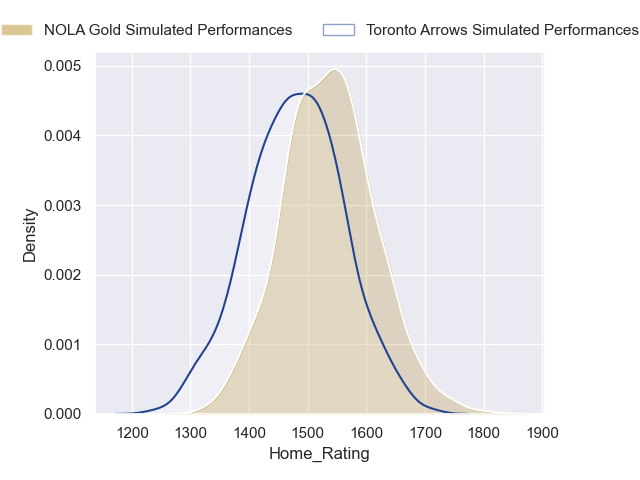 NOLA Gold Simulated Performances Toronto Arrows Simulated Performances
0.005
0.004
0.003
0.002
0.001
0.000
Density
1200 1300 1400 1500 1600 1700 1800 1900
Home_Rating